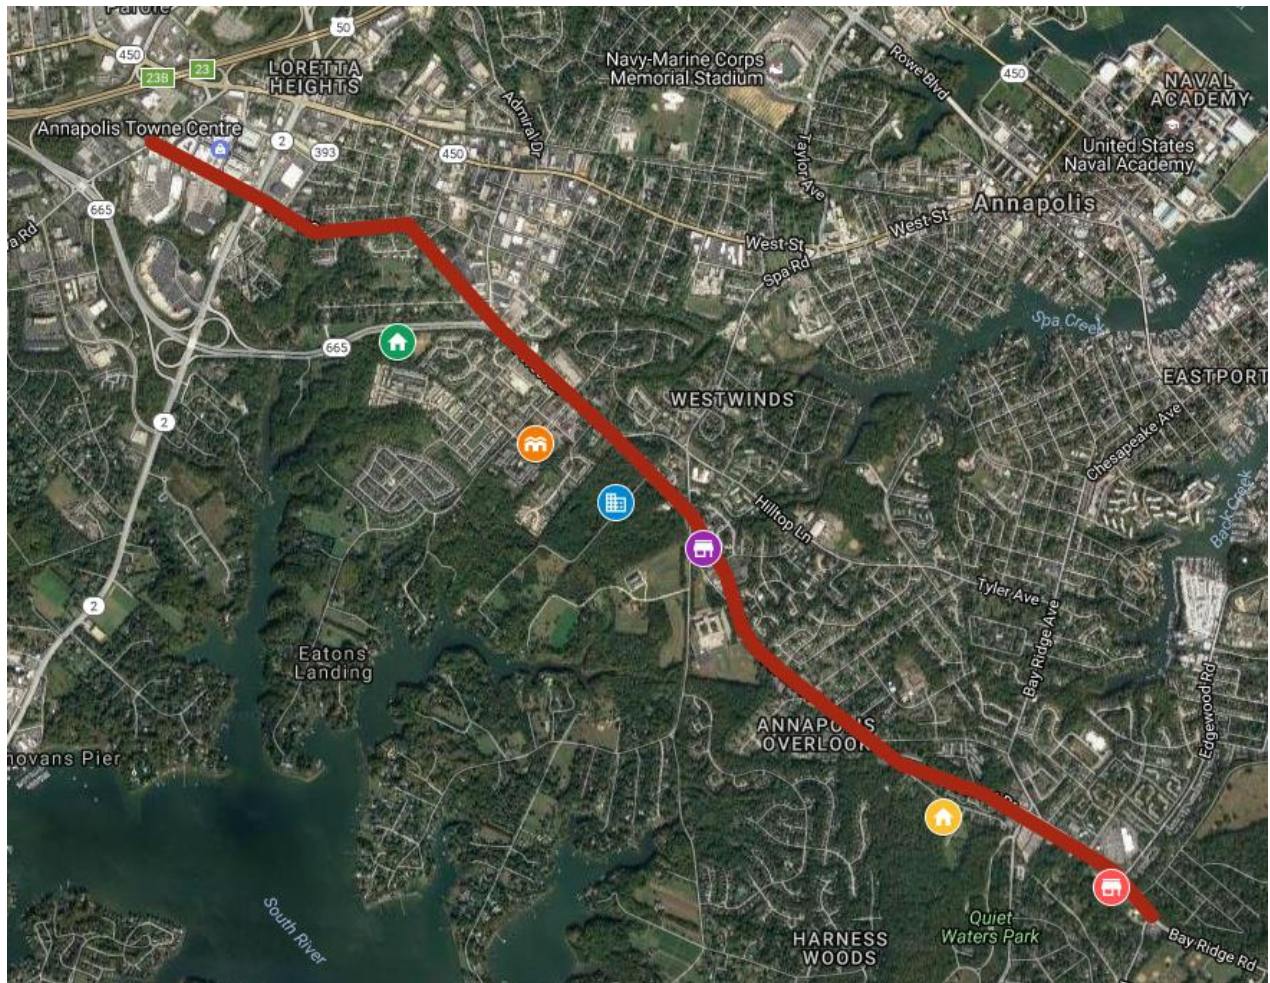 50
450
23
23B
LORETTA
HEIGHTS
Navy-Marine Corps
Memorial Stadium
Rowe Blvd
450
NAVAL
ACADEMY
Admiral Dr
Annapolis Towne Centre
2
393
450
Taylor Ave
United States
Naval Academy
665
Annapolis
West St
West St
Spa Rd
a Rd
Spa Creek
665
EASTPORT
WESTWINDS
2
Chesapeake Ave
Back Creek
Hilltop Ln
Tyler Ave
2
Eatons
Landing
Bay Ridge Ave
Edgewood Rd
ANNAPOLIS
OVERLOOK
novans Pier
South River
Quiet
Waters Park
HARNESS
WOODS
Bay Ridge Rd